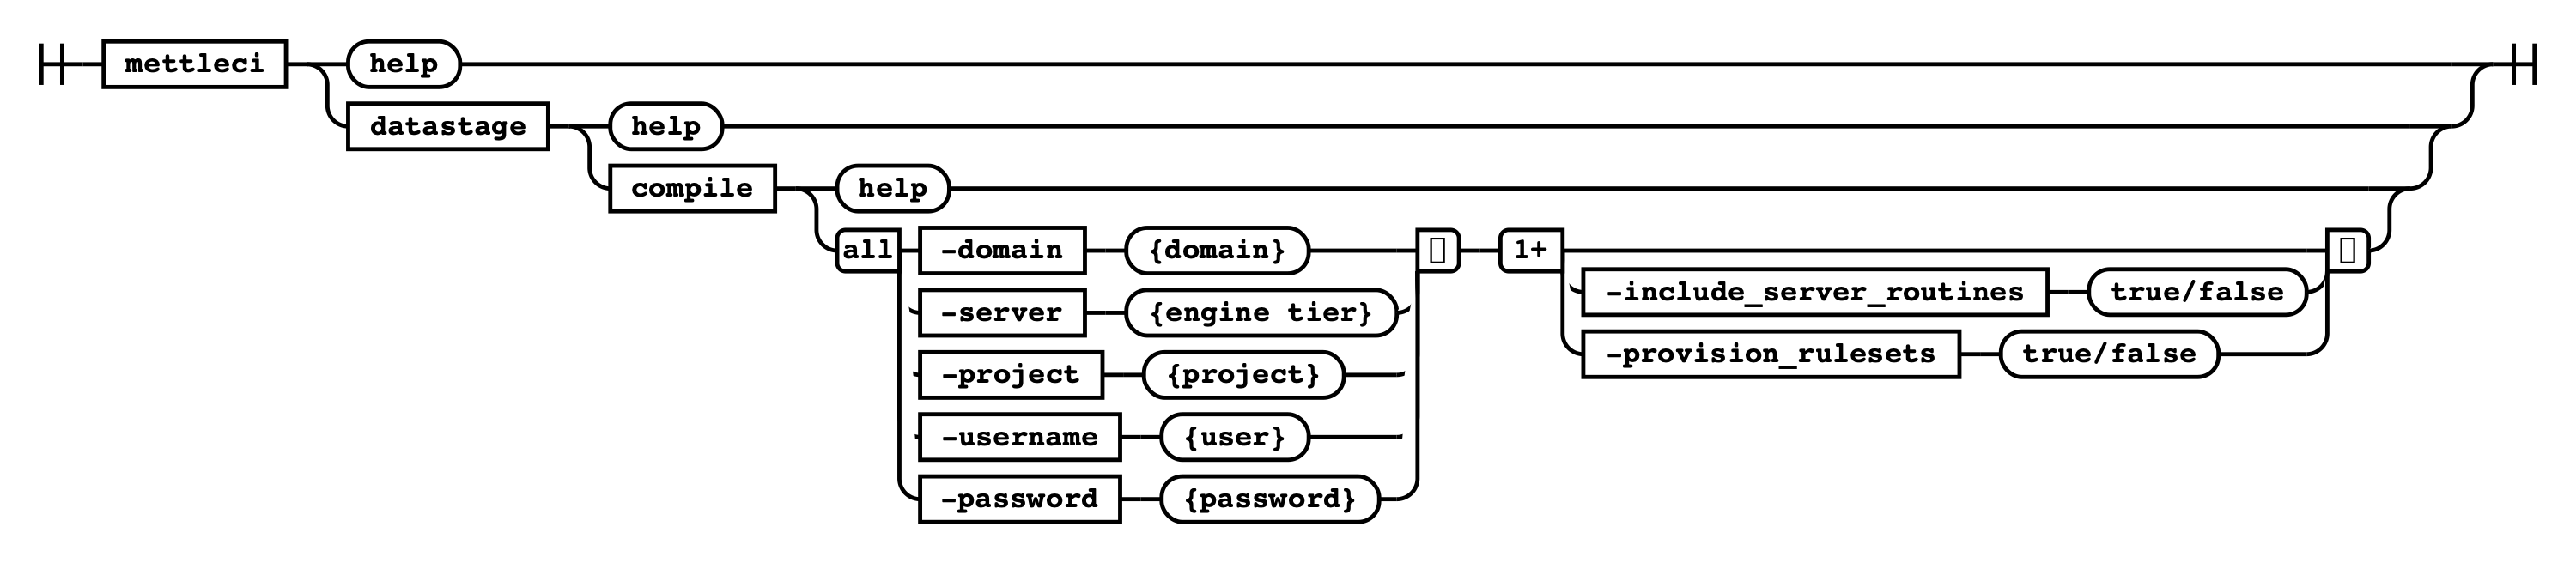 mettleci help
datastage help
compile help
all -domain {domain} 1+
-include_server_routines true/false
-server {engine tier}
-provision_rulesets true/false
-project {project}
-username {user}
-password {password}